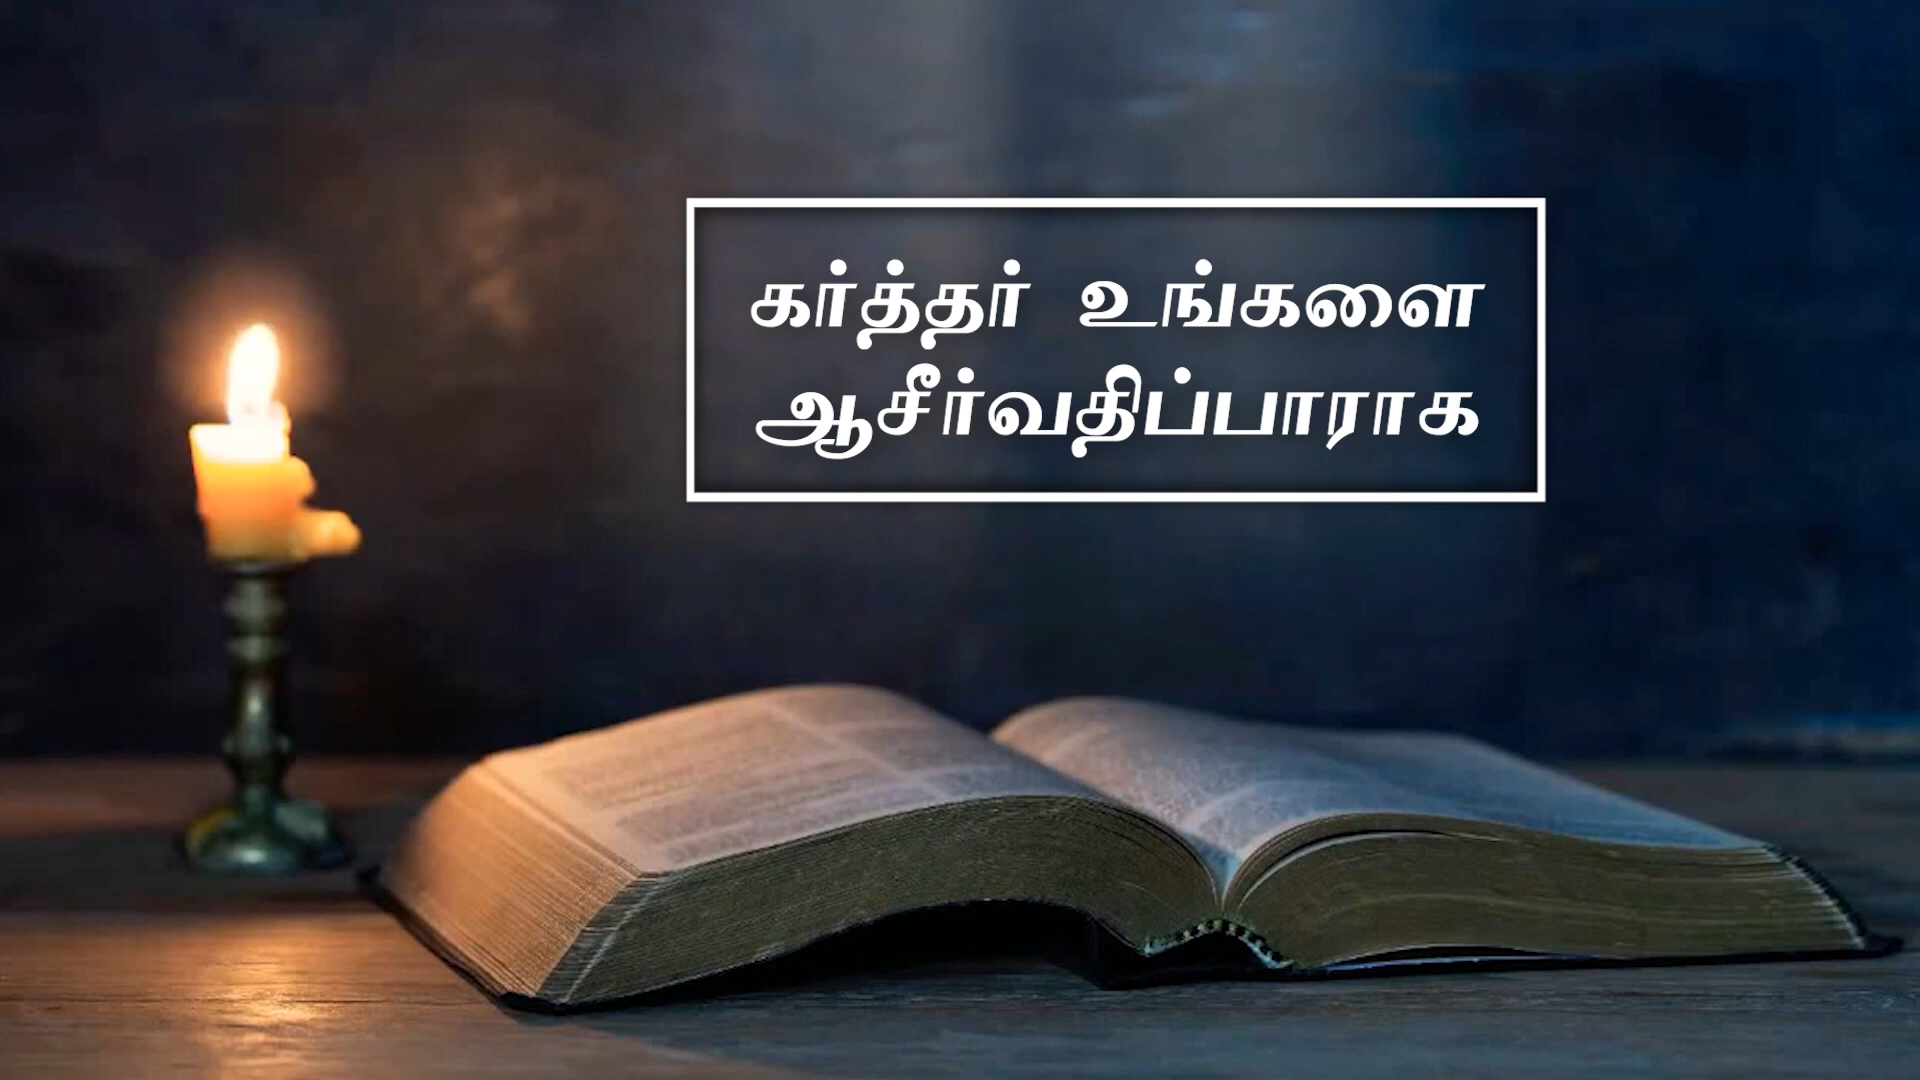 கர்த்தர் உங்களை
ஆசீர்வதிப்பாராக